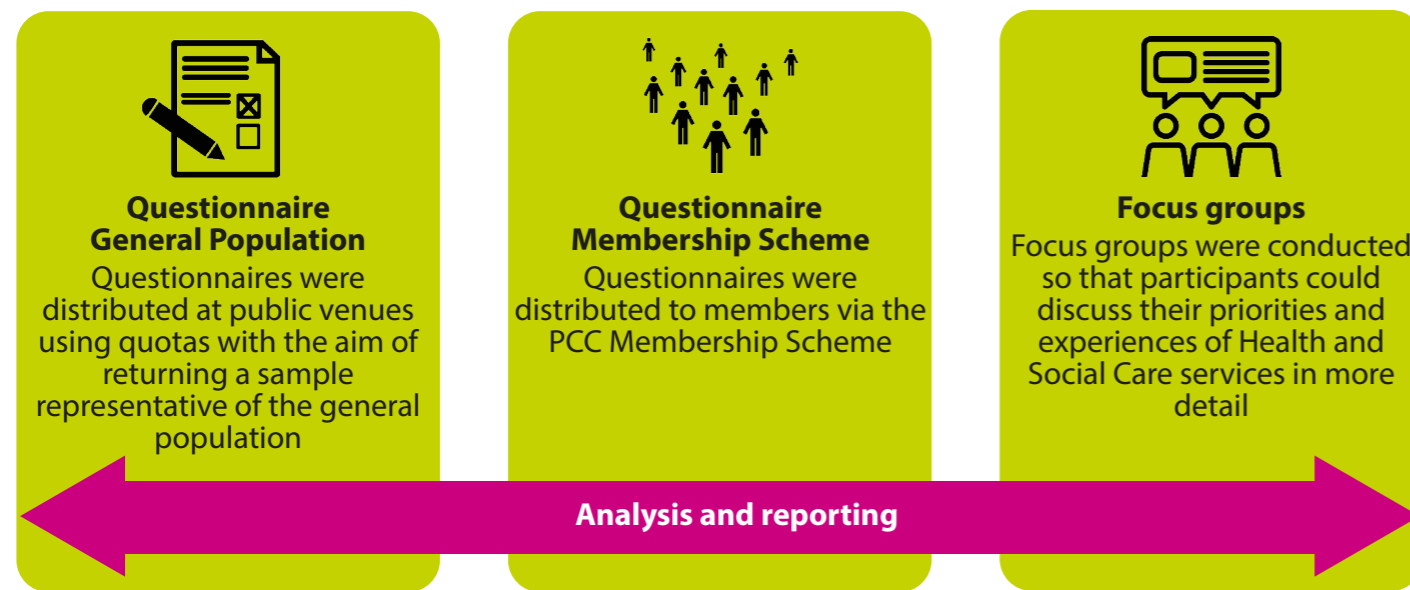 Questionnaire
General Population
Questionnaires were
distributed at public venues
using quotas with the aim of
returning a sample
representative of the general
population
Questionnaire
Membership Scheme
Questionnaires were
distributed to members via the
PCC Membership Scheme
Focus groups
Focus groups were conducted
so that participants could
discuss their priorities and
experiences of Health and
Social Care services in more
detail
Analysis and reporting